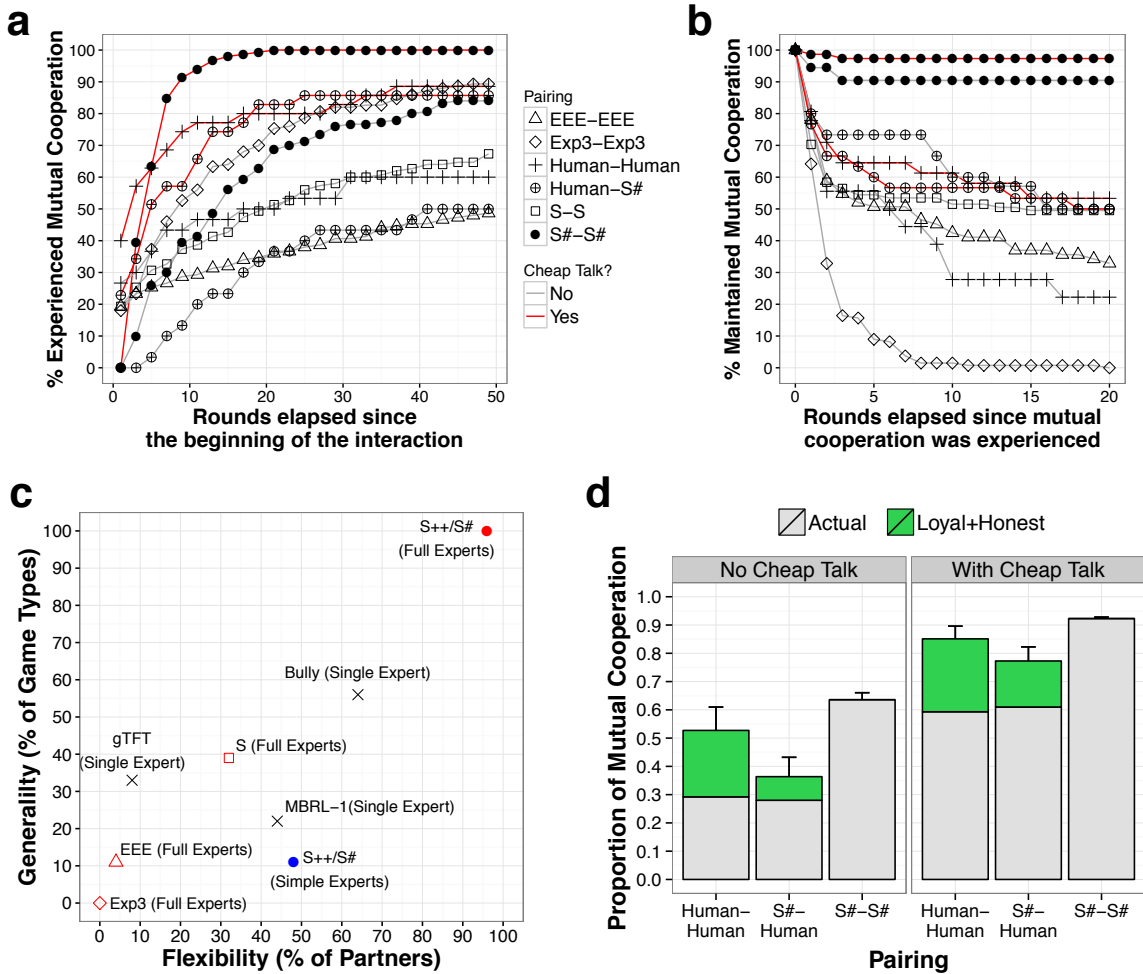 a
% Experienced Mutual Cooperation
100
90
80
70
60
50
40
30
20
10
0
0 10 20 30 40 50
Rounds elapsed since
the beginning of the interaction
Pairing
EEE−EEE
Exp3−Exp3
Human−Human
Human−S#
S−S
S#−S#
Cheap Talk?
No
Yes
b
% Maintained Mutual Cooperation
100
90
80
70
60
50
40
30
20
10
0
0 5 10 15 20
Rounds elapsed since mutual
cooperation was experienced
c
Generalilty (% of Game Types)
100
90
80
70
60
50
40
30
20
10
0
S++/S#
(Full Experts)
Bully (Single Expert)
gTFT
(Single Expert)
S (Full Experts)
MBRL−1(Single Expert)
EEE (Full Experts)
S++/S#
(Simple Experts)
Exp3 (Full Experts)
0 10 20 30 40 50 60 70 80 90 100
Flexibility (% of Partners)
d
Actual Loyal+Honest
No Cheap Talk With Cheap Talk
Proportion of Mutual Cooperation
1.0
0.9
0.8
0.7
0.6
0.5
0.4
0.3
0.2
0.1
0.0
Human− S#− S#−S# Human− S#− S#−S#
Human Human Human Human
Pairing